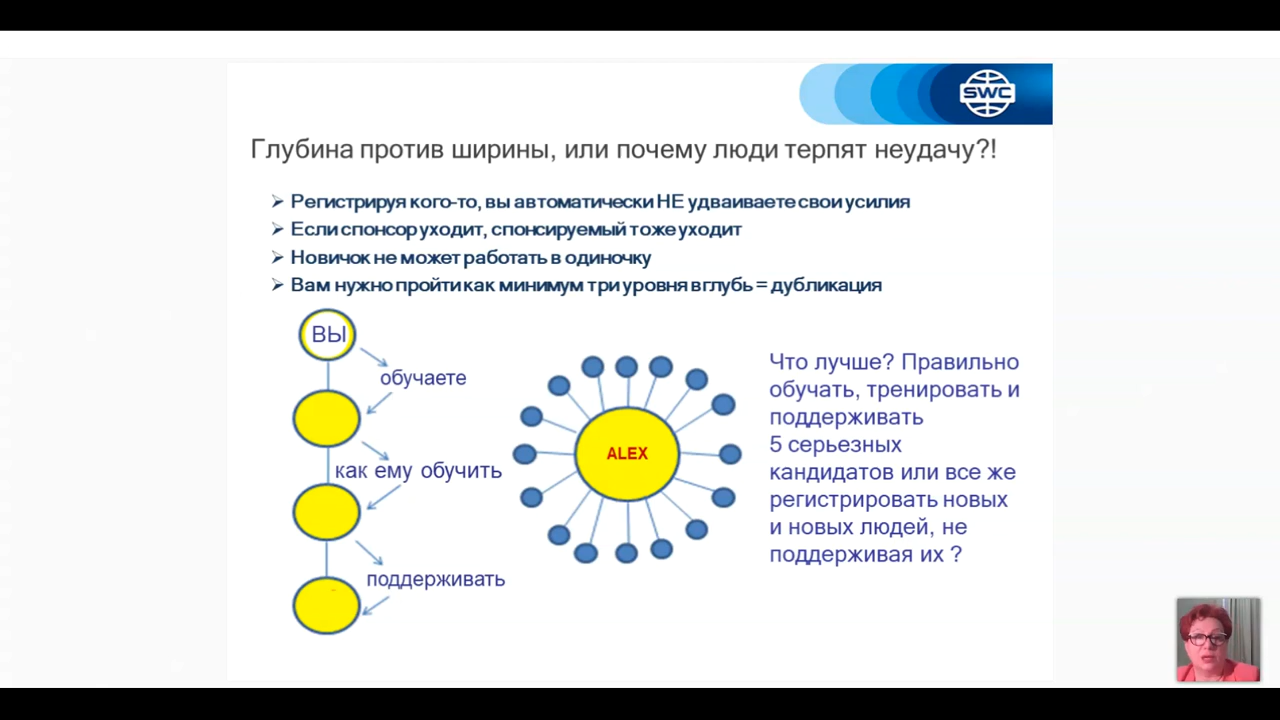 SWC
Глубина против ширины, или почему люди терпят неудачу?!
Регистрируя кого-то, вы автоматически НЕ удваиваете свои усилия
Если спонсор уходит, спонсируемый тоже уходит
Новичок не может работать в одиночку
Вам нужно пройти как минимум три уровня вглубь = дубликация
ВЫ
обучаете
как ему обучить
поддерживать
ALEX
Что лучше? Правильно
обучать, тренировать и
поддерживать
5 серьезных
кандидатов или все же
регистрировать новых
и новых людей, не
поддерживая их ?